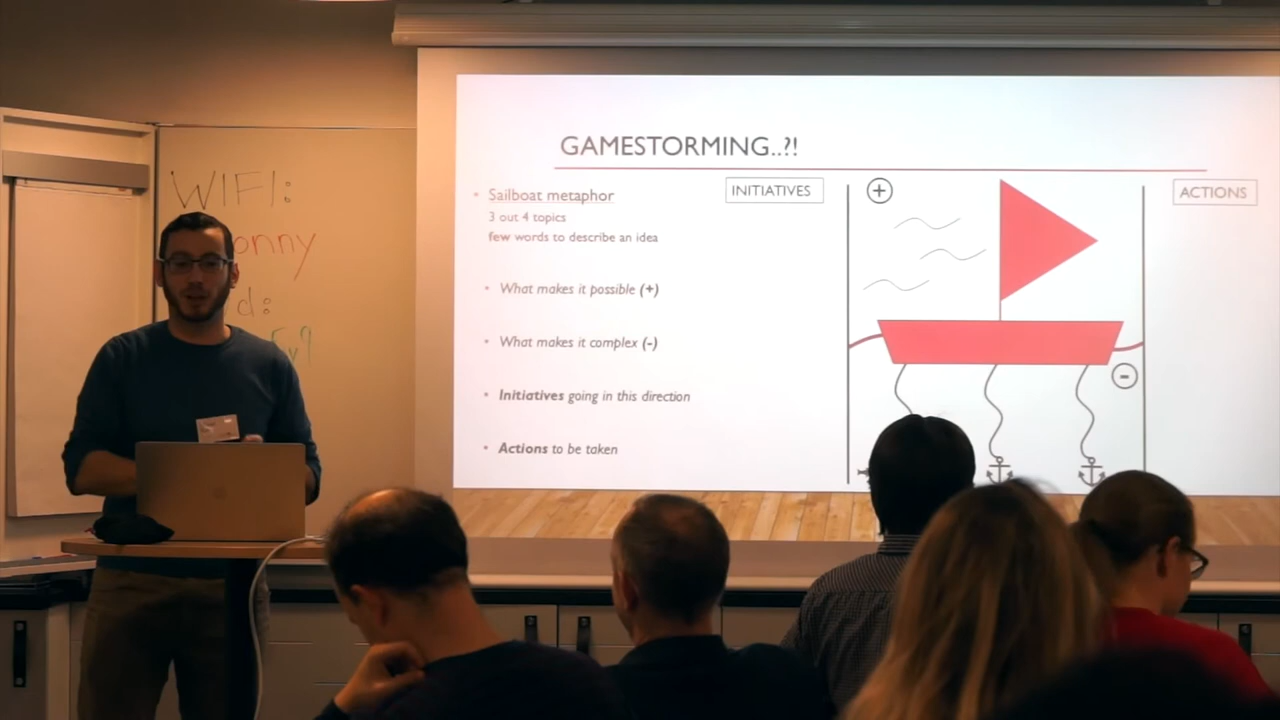 GAMESTORMING..?!
Sailboat metaphor
3 out 4 topics
few words to describe an idea
What makes it possible (+)
What makes it complex (-)
Initiatives going in this direction
Actions to be taken
INITIATIVES
+
-
ACTIONS
WIFI:
onny
d:
5v9